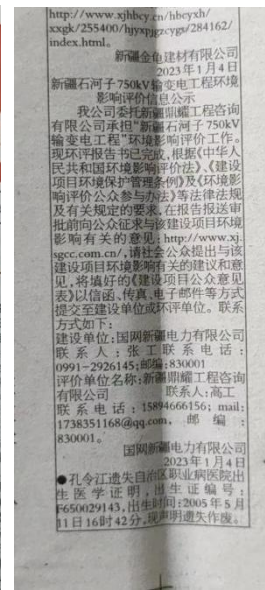 http://www.xjhbcy.cn/hbcyxh/
xxgk/255400/hjyxpjgzcygs/284162/
index.html。
新疆金龟建材有限公司
2023年1月4日
新疆石河子750kV输变电工程环境
影响评价信息公示
我公司委托新疆鼎耀工程咨询
有限公司承担“新疆石河子750kV
输变电工程”环境影响评价工作。
现环评报告书已完成,根据《中华人
民共和国环境影响评价法》、《建设
项目环境保护管理条例》及《环境影
响评价公众参与办法》等法律法规
及有关规定的要求,在报告报送审
批前向公众征求与该建设项目环境
影响有关的意见:http://www.xj.
sgcc.com.cn/,请社会公众提出与该
建设项目环境影响有关的建议和意
见,将填好的《建设项目公众意见
表》以信函、传真、电子邮件等方式
提交至建设单位或环评单位。联系
方式如下:
建设单位:国网新疆电力有限公司
联系人:张工联系电话:
0991-2926145;邮编:830001
评价单位名称:新疆鼎耀工程咨询
有限公司 联系人:高工
联系电话:15894666156;mail:
1738351168@qq.com,邮编:
830001。
国网新疆电力有限公司
2023年1月4日
●孔令江遗失自治区职业病医院出
生医学证明,出生证编号:
F650029143,出生时间:2005年5月
11日16时42分,现声明遗失作废。